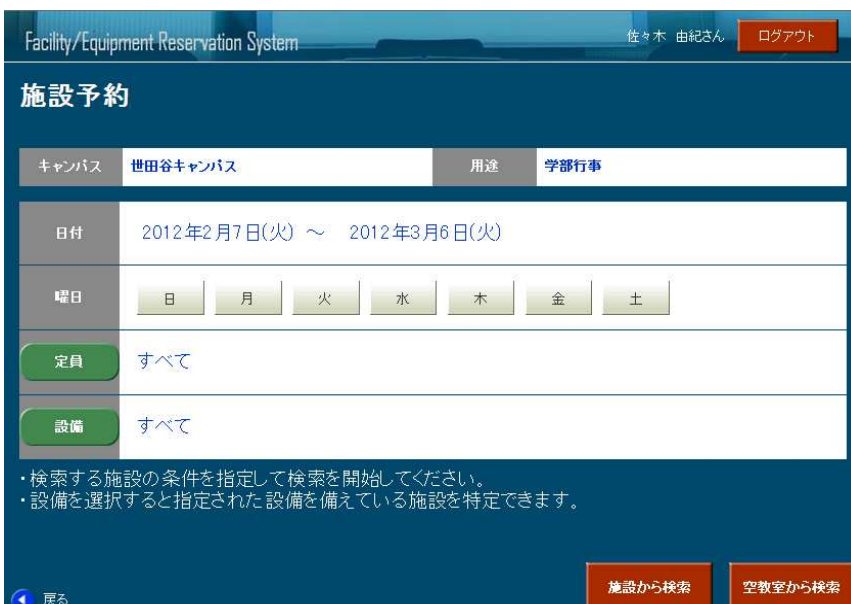 Facility/Equipment Reservation System 佐々木 由紀さん ログアウト
施設予約
キャンパス 世田谷キャンパス 用途 学部行事
日付 2012年2月7日(火) ～ 2012年3月6日(火)
曜日 日 月 火 水 木 金 土
定員 すべて
設備 すべて
・検索する施設の条件を指定して検索を開始してください。
・設備を選択すると指定された設備を備えている施設を特定できます。
戻る 施設から検索 空教室から検索